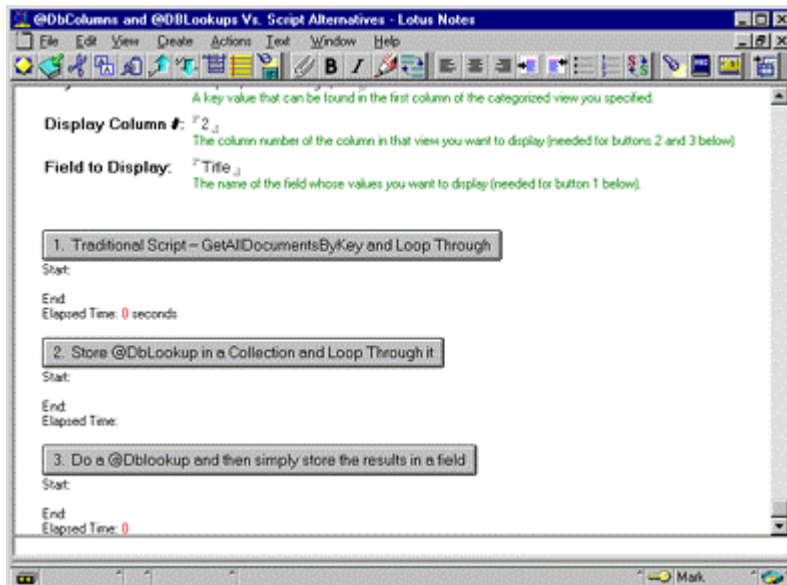 @DbColumns and @DBLookups Vs. Script Alternatives - Lotus Notes
File Edit View Create Actions Text Window Help
A key value that can be found in the first column of the categorized view you specified.
Display Column #: 2
The column number of the column in that view you want to display (needed for buttons 2 and 3 below)
Field to Display: Title
The name of the field whose values you want to display (needed for button 1 below).
1. Traditional Script – GetAllDocumentsByKey and Loop Through
Start:
End:
Elapsed Time: 0 seconds
2. Store @DbLookup in a Collection and Loop Through it
Start:
End:
Elapsed Time:
3. Do a @Dblookup and then simply store the results in a field
Start:
End:
Elapsed Time: 0
Mark